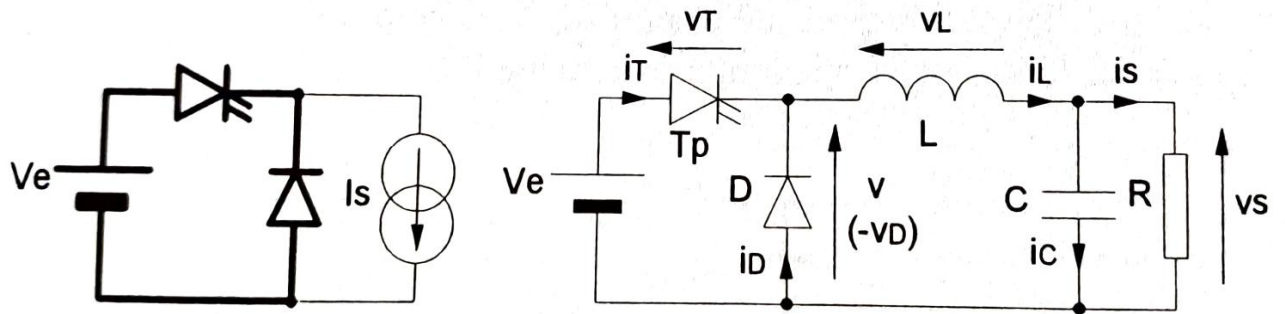 Ve
Is
vT
vL
iT
iL
is
Tp
L
Ve
D
v
(-vD)
C
R
vs
iD
iC